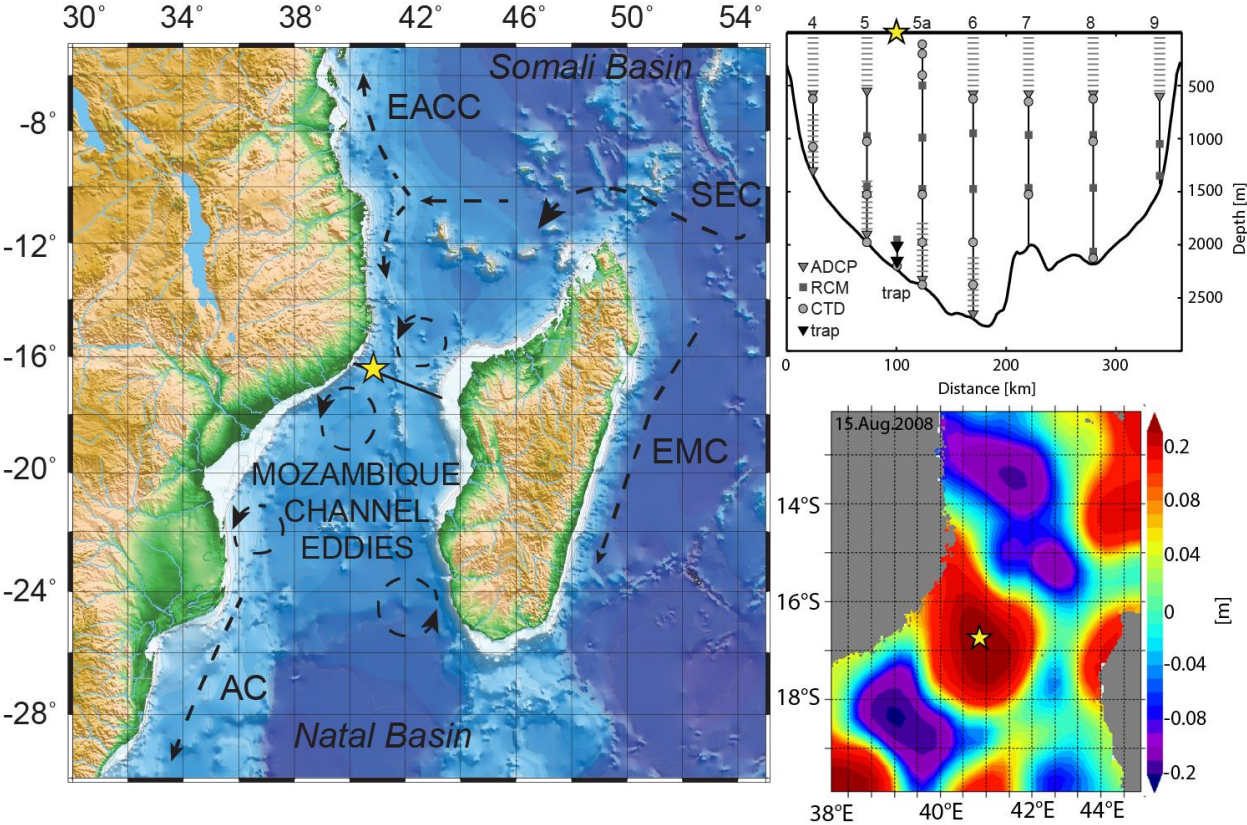 30° 34° 38° 42° 46° 50° 54°
Somali Basin
EACC
-8°
SEC
-12°
-16°
EMC
-20°
MOZAMBIQUE
CHANNEL
EDDIES
-24°
AC
-28°
Natal Basin
4 5 5a 6 7 8 9
500
1000
1500
2000
2500
Depth [m]
ADCP
RCM
CTD
trap
trap
0 100 200 300
Distance [km]
15.Aug.2008
14°S
16°S
18°S
38°E 40°E 42°E 44°E
0.2
0.08
0.04
0
-0.04
-0.08
-0.2
[m]